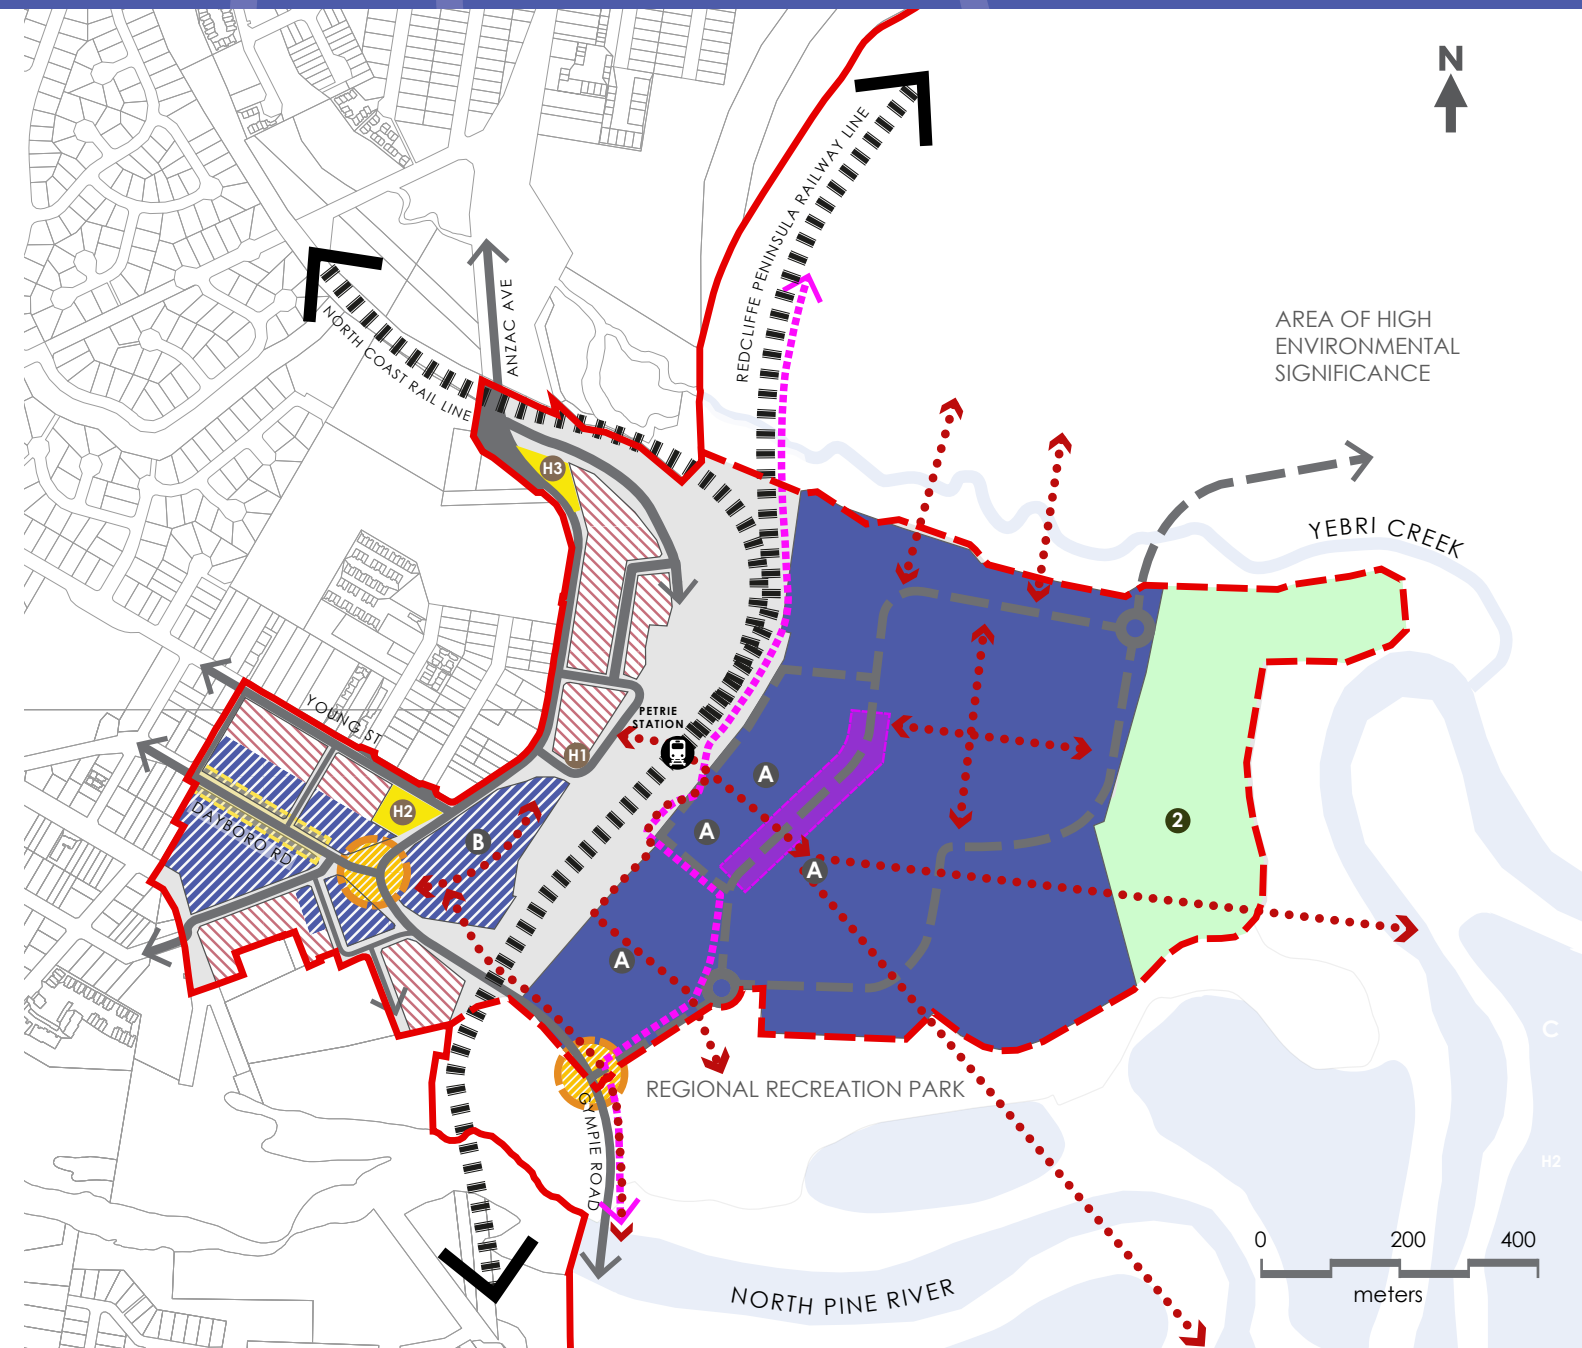 N
REDCLIFFE PENINSULA RAILWAY LINE
ANZAC AVE
NORTH COAST RAIL LINE
AREA OF HIGH
ENVIRONMENTAL
SIGNIFICANCE
H3
YEBRI CREEK
YOUNG ST
PETRIE
STATION
H1
A
H2
DAYBORO RD
B
A
2
A
A
C
REGIONAL RECREATION PARK
GYMPIE ROAD
H2
0 200 400
meters
NORTH PINE RIVER